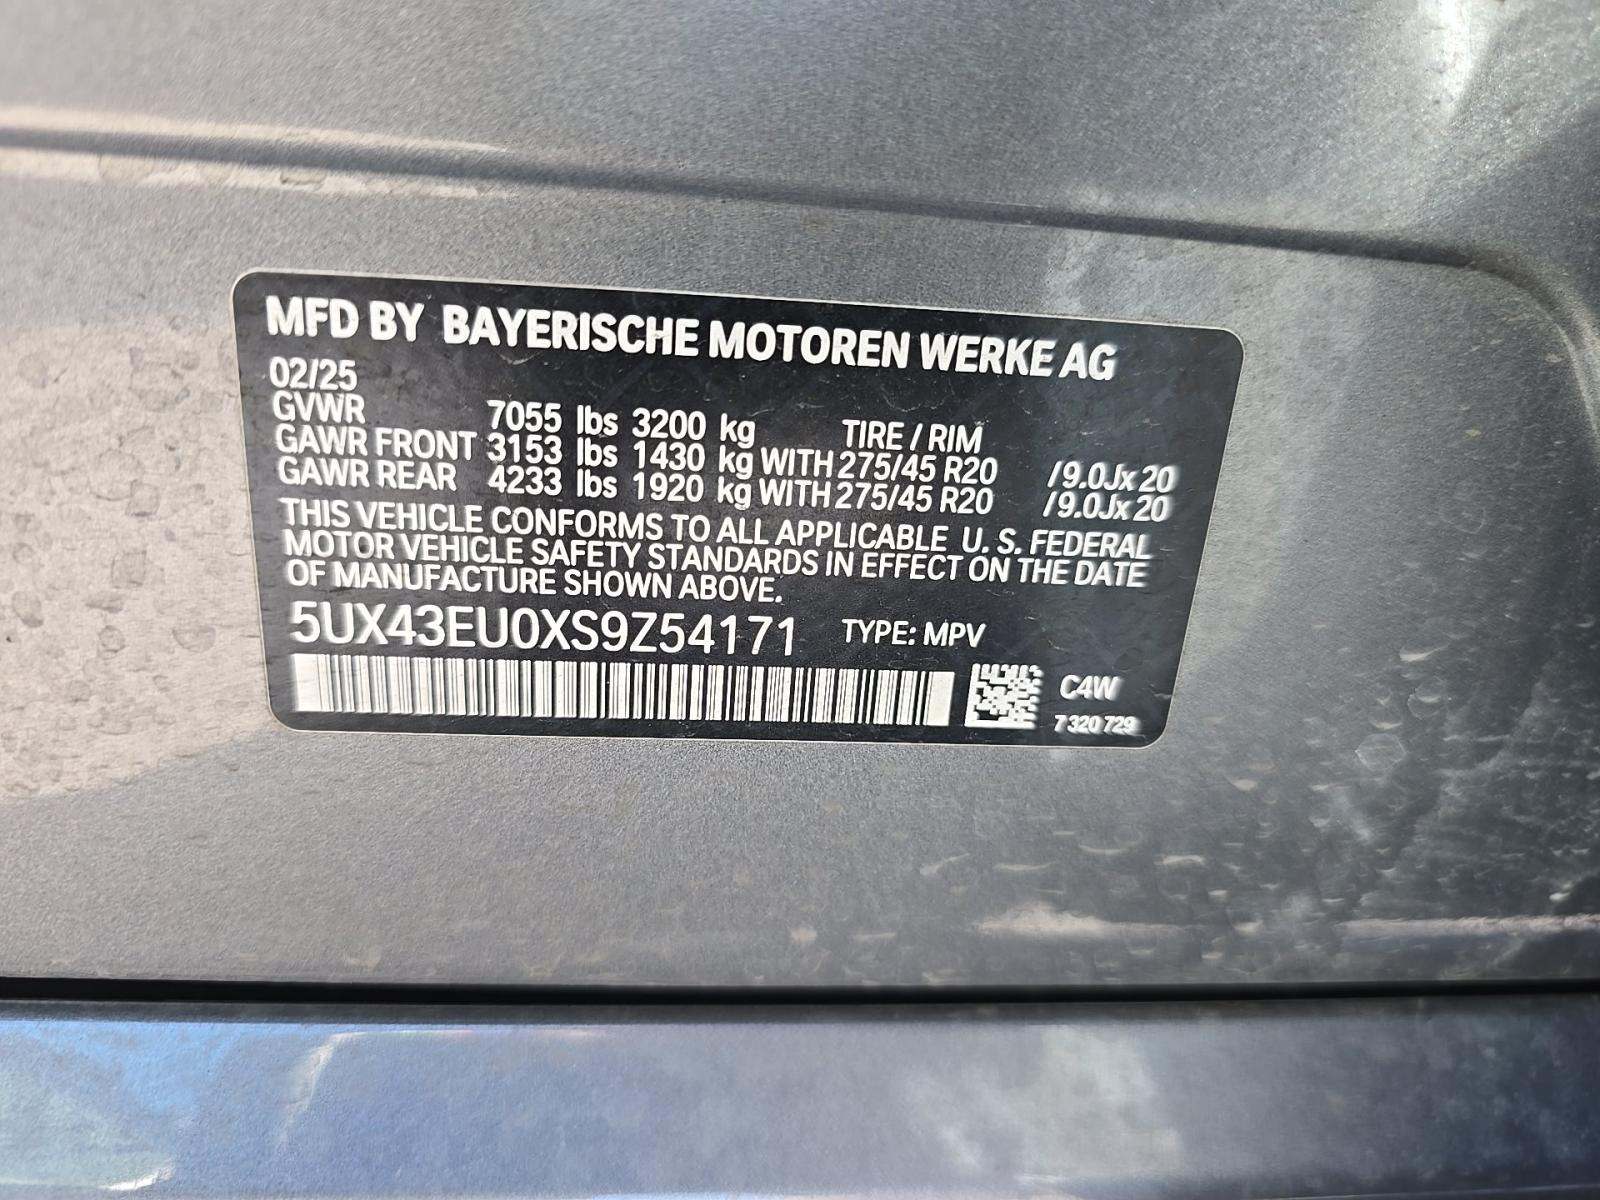 MFD BY BAYERISCHE MOTOREN WERKE AG
02/25
GVWR 7055 lbs 3200 kg TIRE / RIM
GAWR FRONT 3153 lbs 1430 kg WITH 275/45 R20 /9.0Jx20
GAWR REAR 4233 lbs 1920 kg WITH 275/45 R20 /9.0Jx20
THIS VEHICLE CONFORMS TO ALL APPLICABLE U. S. FEDERAL
MOTOR VEHICLE SAFETY STANDARDS IN EFFECT ON THE DATE
OF MANUFACTURE SHOWN ABOVE.
5UX43EU0XS9Z54171 TYPE: MPV
C4W
7 320 729